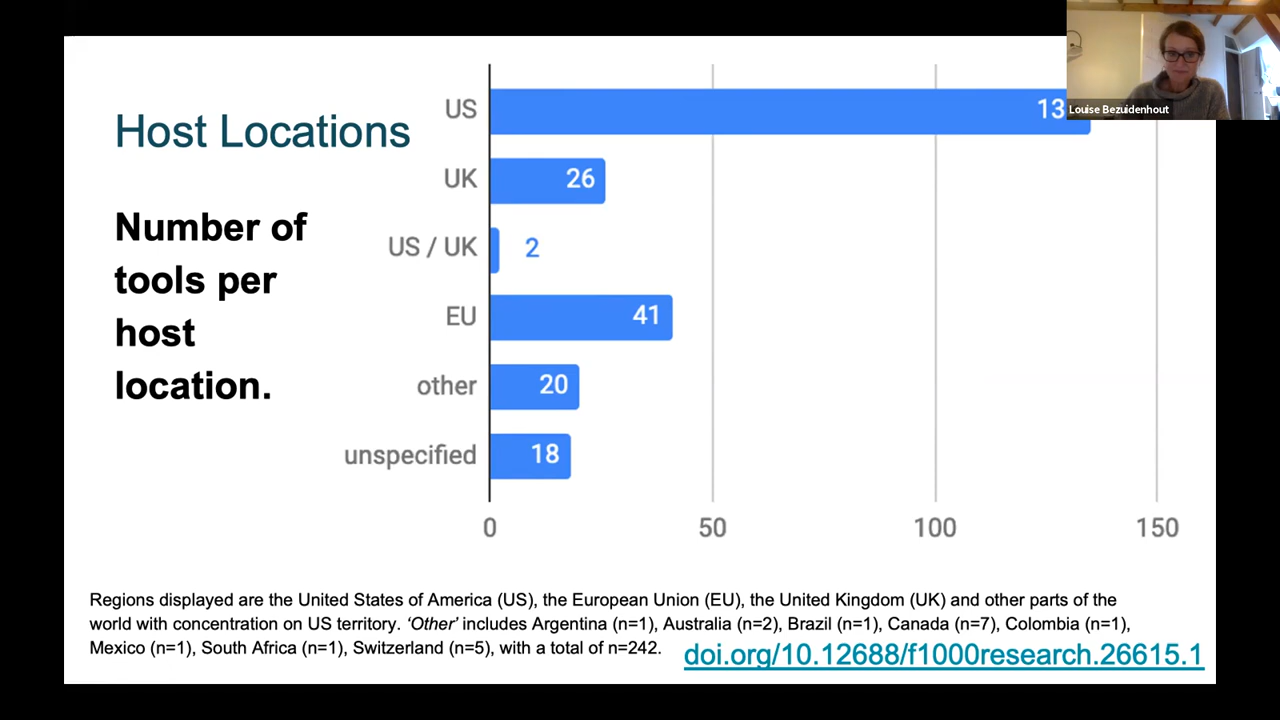 Louise Bezuidenhout
Host Locations
Number of
tools per
host
location.
US
13
UK
26
US / UK
2
EU
41
other
20
unspecified
18
0
50
100
150
Regions displayed are the United States of America (US), the European Union (EU), the United Kingdom (UK) and other parts of the
world with concentration on US territory. ‘Other’ includes Argentina (n=1), Australia (n=2), Brazil (n=1), Canada (n=7), Colombia (n=1),
Mexico (n=1), South Africa (n=1), Switzerland (n=5), with a total of n=242.
doi.org/10.12688/f1000research.26615.1